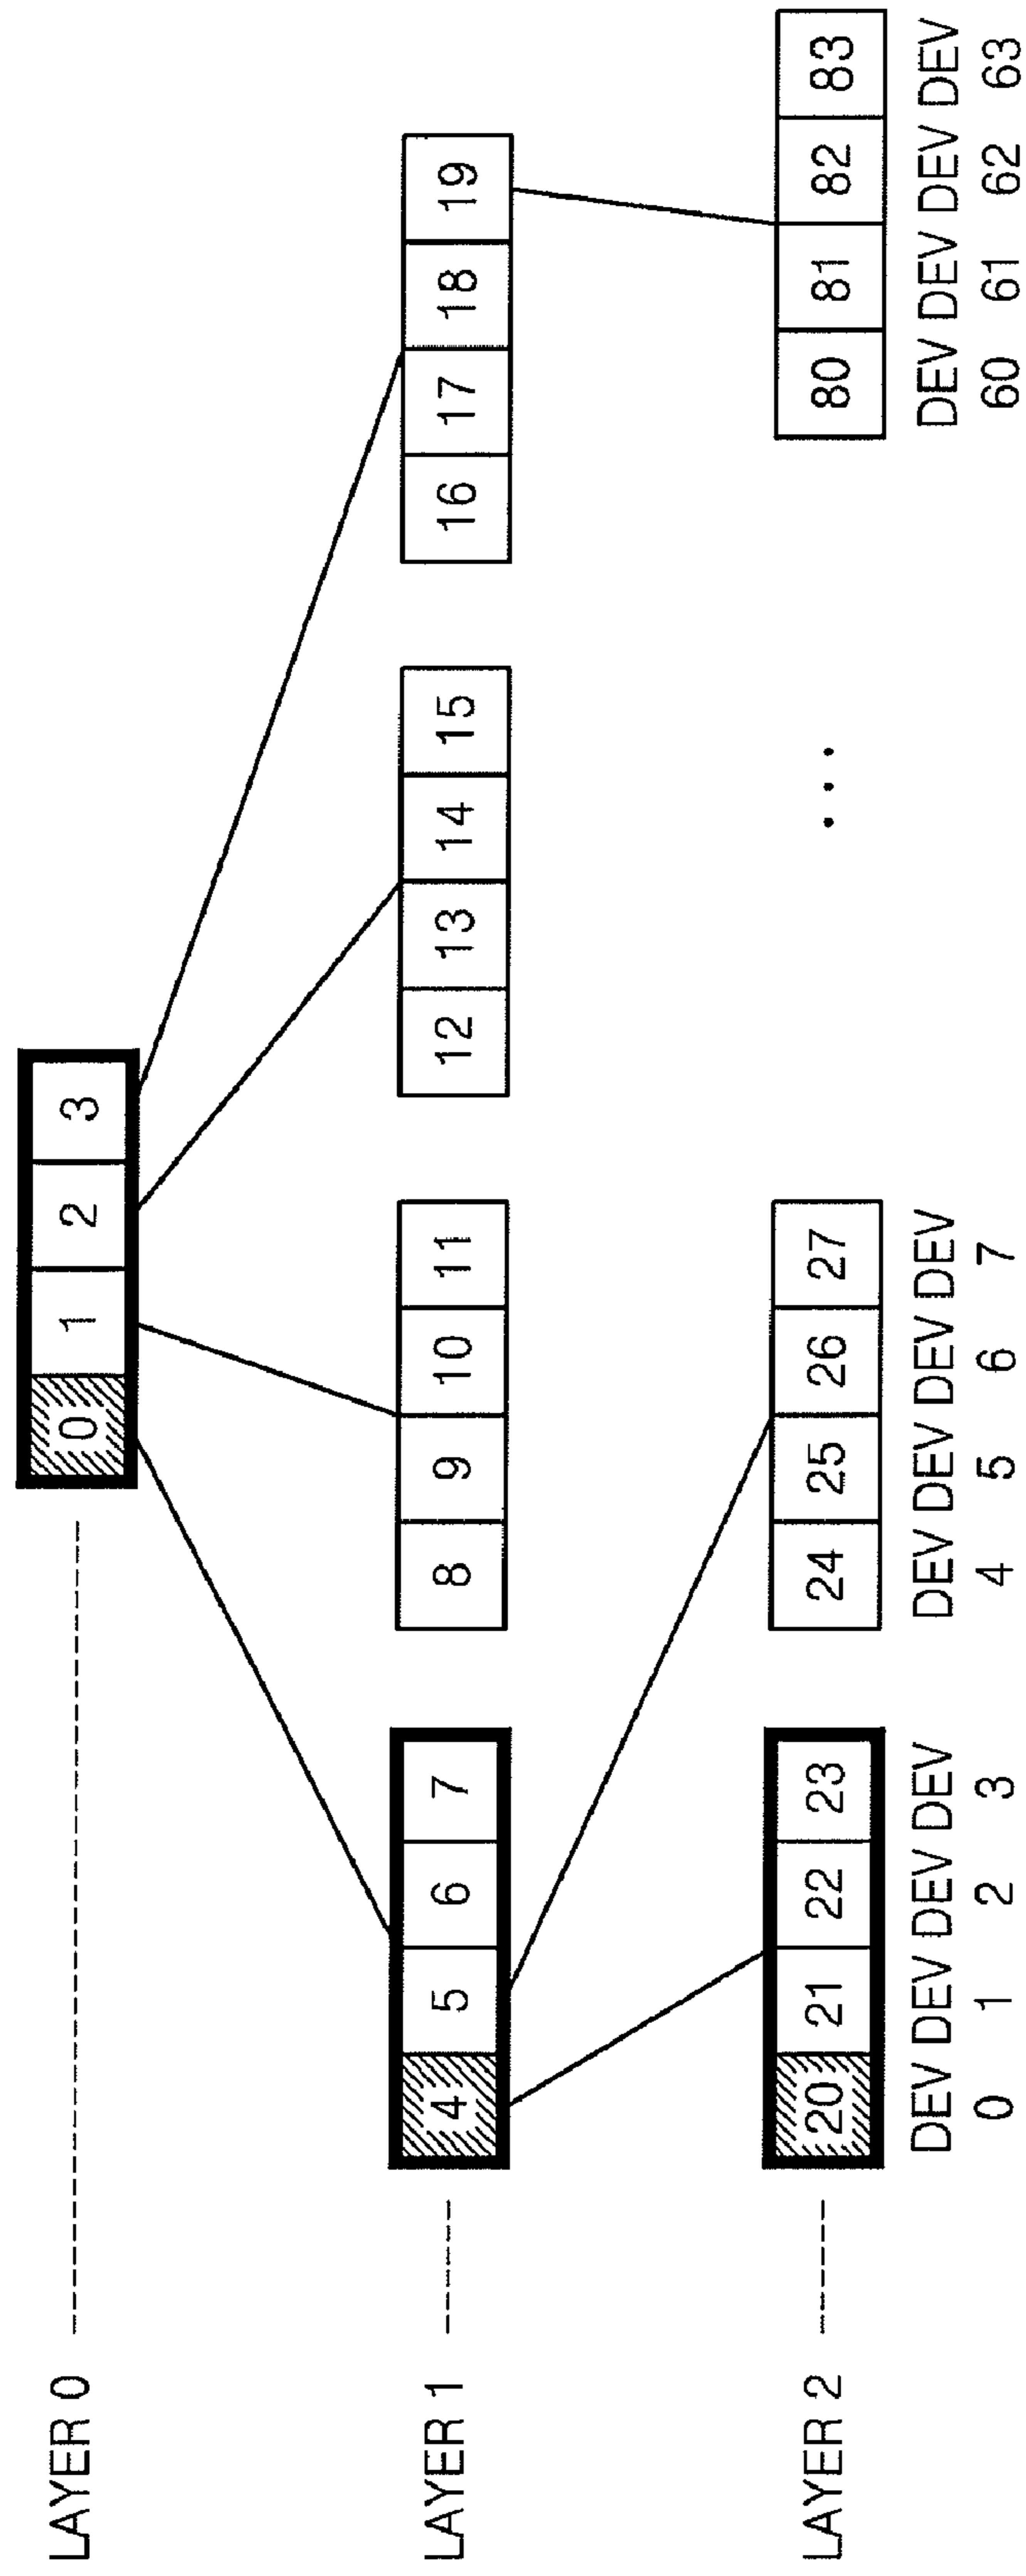 LAYER 0 0 1 2 3
LAYER 1 4 5 6 7 8 9 10 11 12 13 14 15 16 17 18 19
LAYER 2 20 21 22 23 24 25 26 27 ... 80 81 82 83
DEV DEV DEV DEV DEV DEV DEV DEV DEV DEV DEV DEV
0 1 2 3 4 5 6 7 60 61 62 63